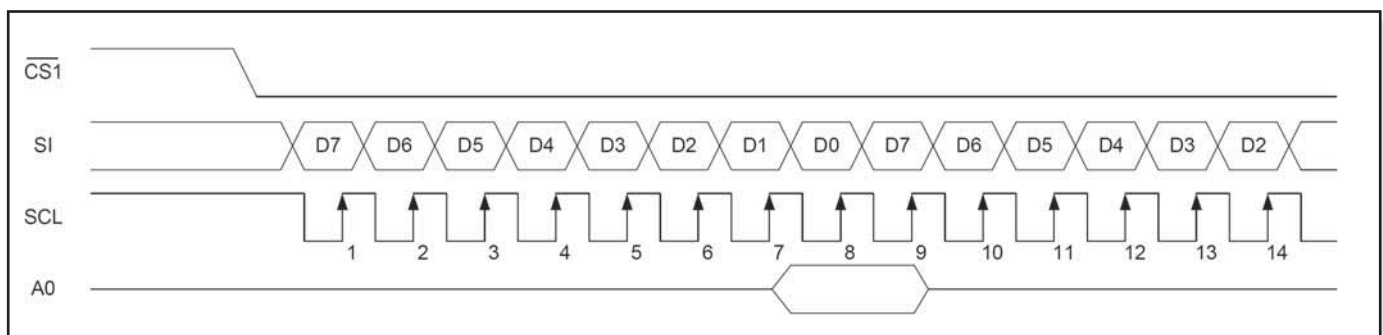 C̅S̅1̅
SI D7 D6 D5 D4 D3 D2 D1 D0 D7 D6 D5 D4 D3 D2
SCL 1 2 3 4 5 6 7 8 9 10 11 12 13 14
A0